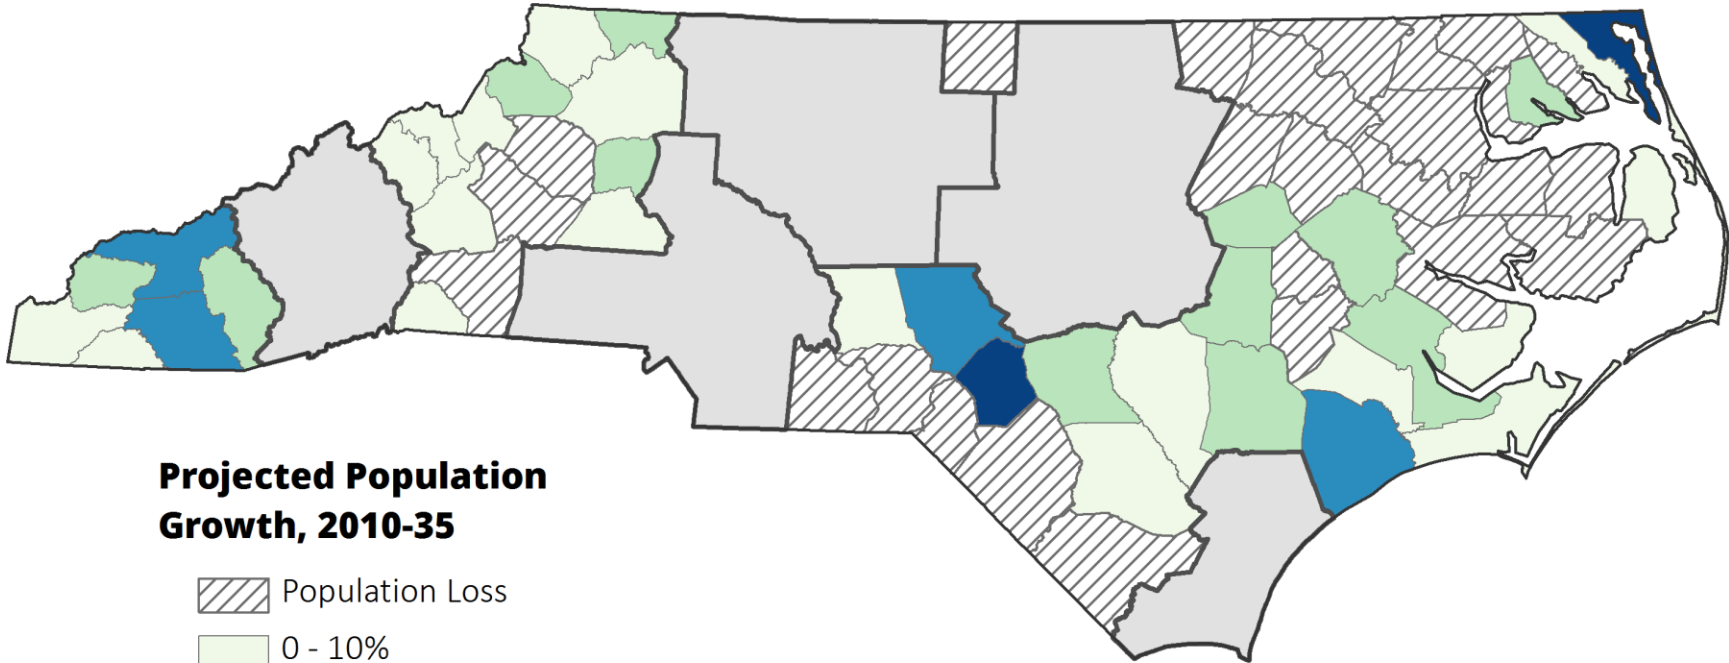 Projected Population
Growth, 2010-35
Population Loss
0 - 10%